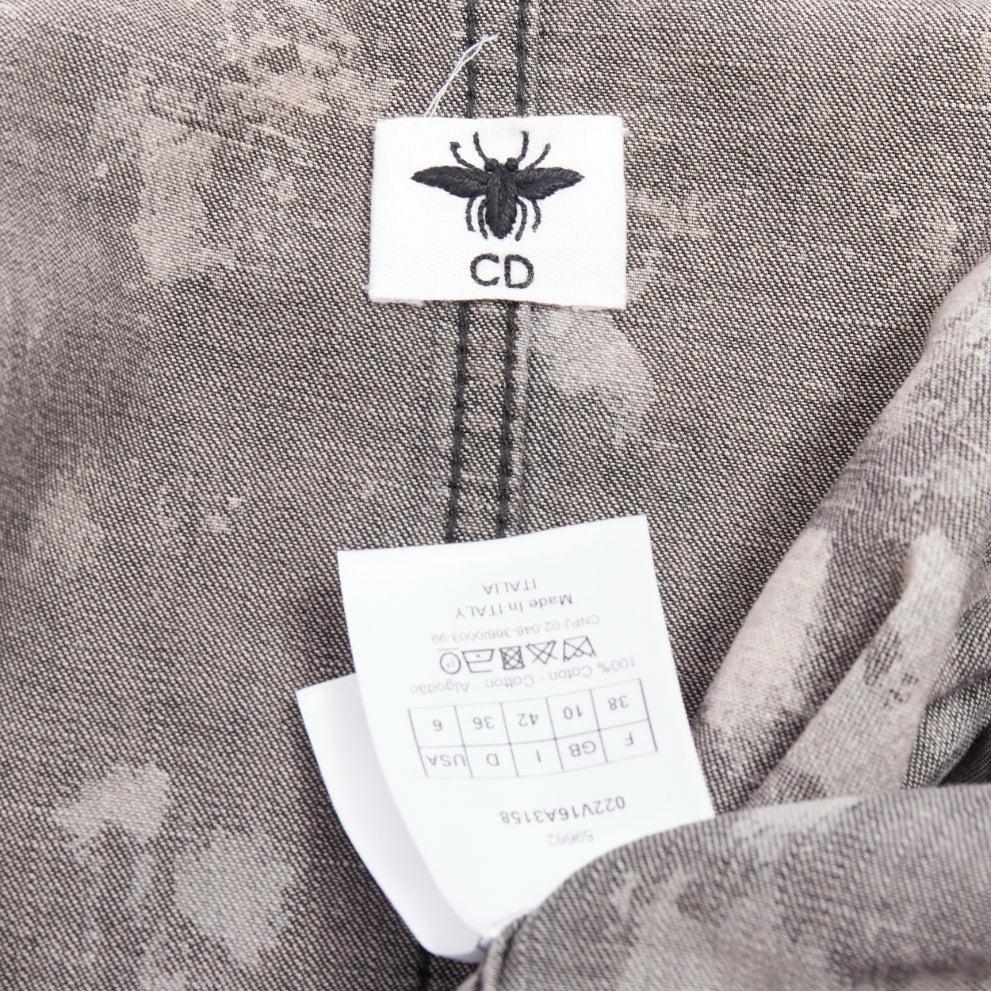 CD
59662
022V16A3158
F GB I D USA
38 10 42 36 6
100% Coton - Cotton - Algodão
P
CNPJ 02.046-366/0003-99
Made in ITALY
ITALIA